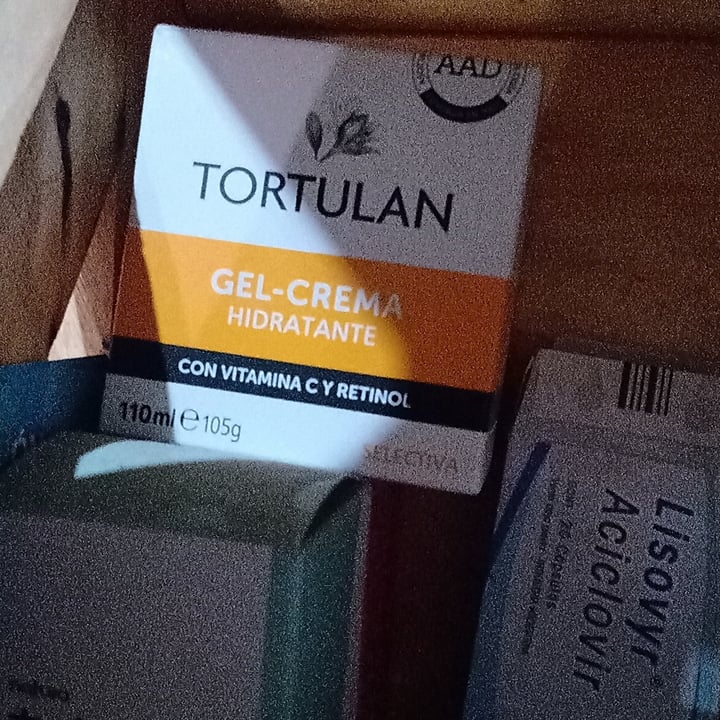 AAD
TORTULAN
GEL-CREMA
HIDRATANTE
CON VITAMINA C Y RETINOL
110ml ℮ 105g
SELECTIVA
Lisovyr®
Aciclovir